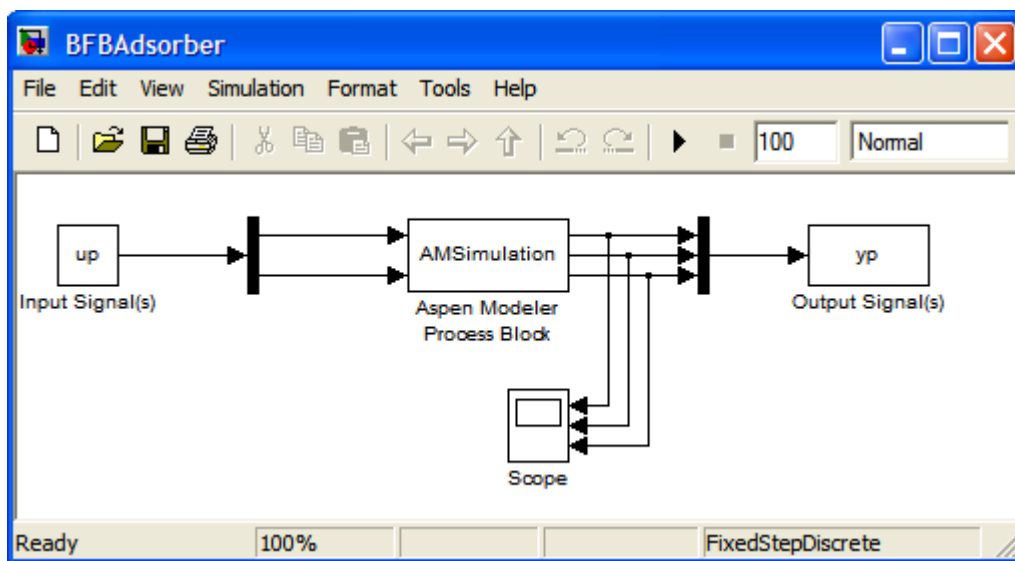 BFBAdsorber
File Edit View Simulation Format Tools Help
100 Normal
up
AMSimulation
yp
Input Signal(s)
Aspen Modeler
Process Block
Output Signal(s)
Scope
Ready 100% FixedStepDiscrete